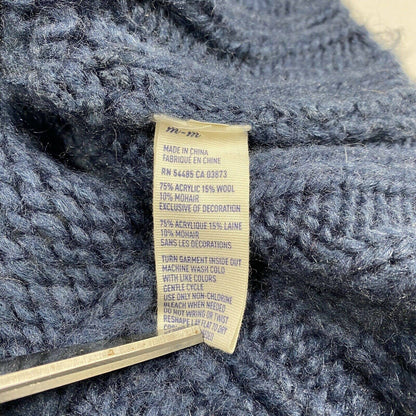 m-m
MADE IN CHINA
FABRIQUÉ EN CHINE
RN 54485 CA 03873
75% ACRYLIC 15% WOOL
10% MOHAIR
EXCLUSIVE OF DECORATION
75% ACRYLIQUE 15% LAINE
10% MOHAIR
SANS LES DÉCORATIONS
TURN GARMENT INSIDE OUT
MACHINE WASH COLD
WITH LIKE COLORS
GENTLE CYCLE
USE ONLY NON-CHLORINE
BLEACH WHEN NEEDED
DO NOT WRING OR TWIST
RESHAPE LAY FLAT TO DRY